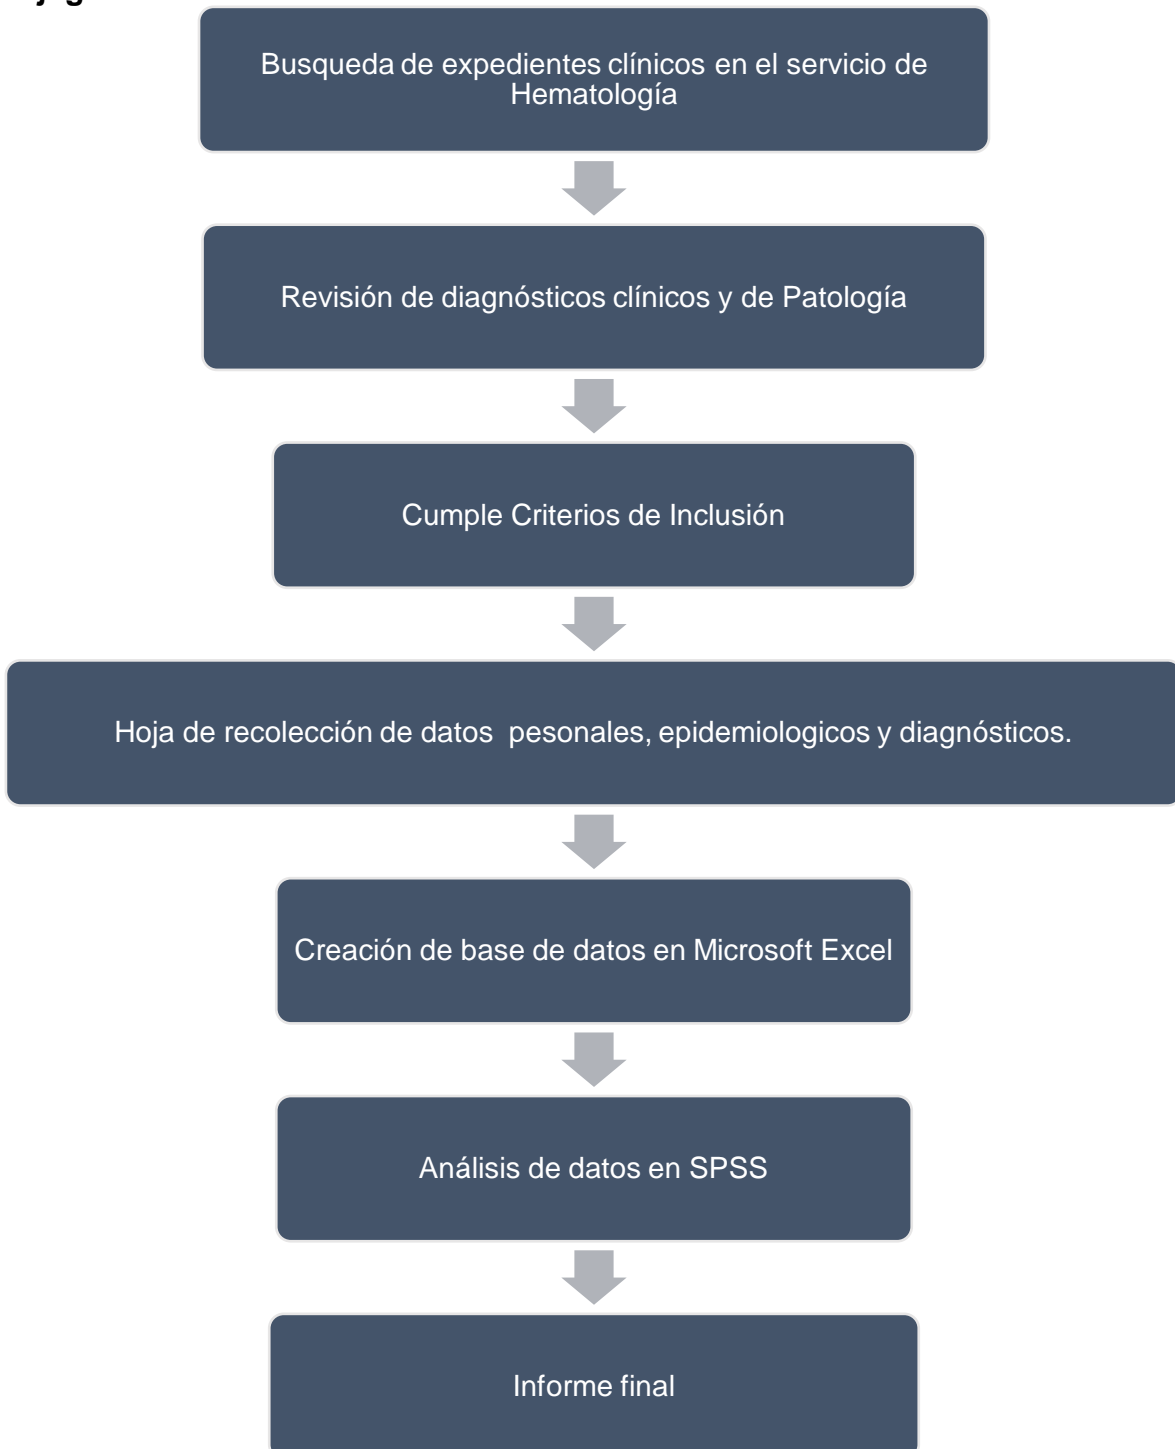 Busqueda de expedientes clínicos en el servicio de
Hematología
Revisión de diagnósticos clínicos y de Patología
Cumple Criterios de Inclusión
Hoja de recolección de datos  pesonales, epidemiologicos y diagnósticos.
Creación de base de datos en Microsoft Excel
Análisis de datos en SPSS
Informe final